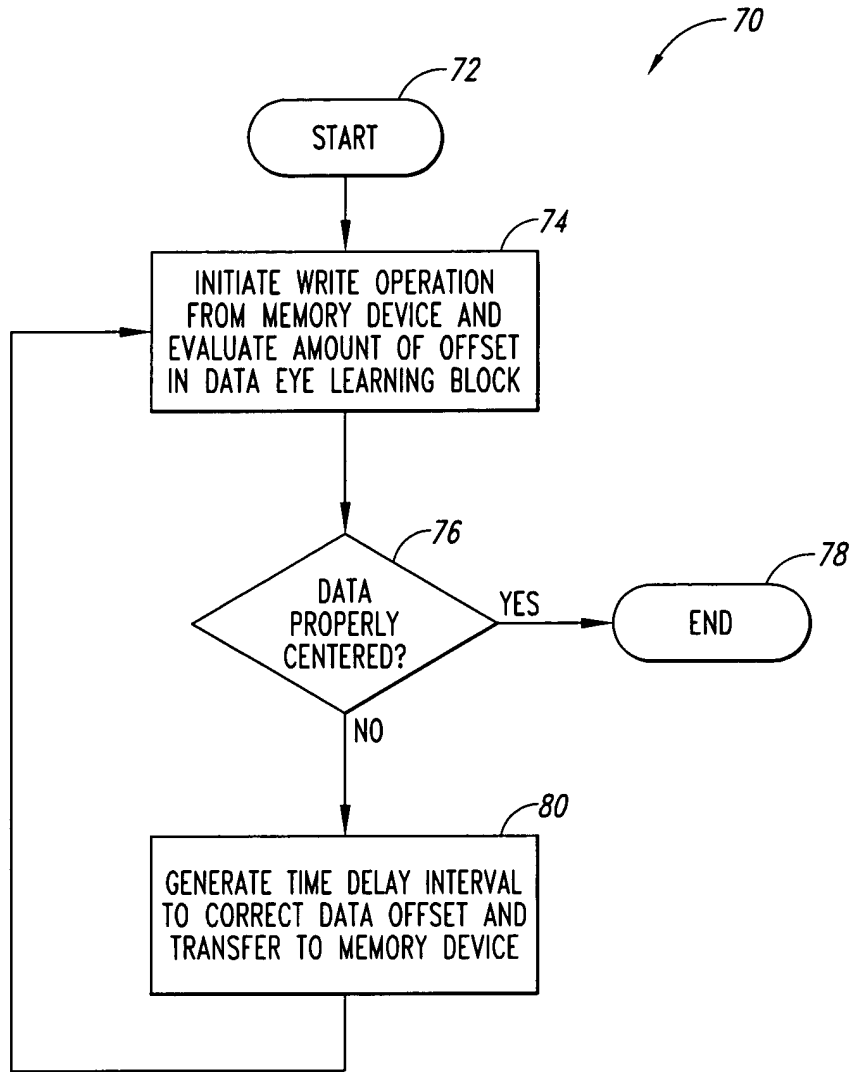 70
72
START
74
INITIATE WRITE OPERATION
FROM MEMORY DEVICE AND
EVALUATE AMOUNT OF OFFSET
IN DATA EYE LEARNING BLOCK
76
DATA
PROPERLY
CENTERED?
YES
78
END
NO
80
GENERATE TIME DELAY INTERVAL
TO CORRECT DATA OFFSET AND
TRANSFER TO MEMORY DEVICE